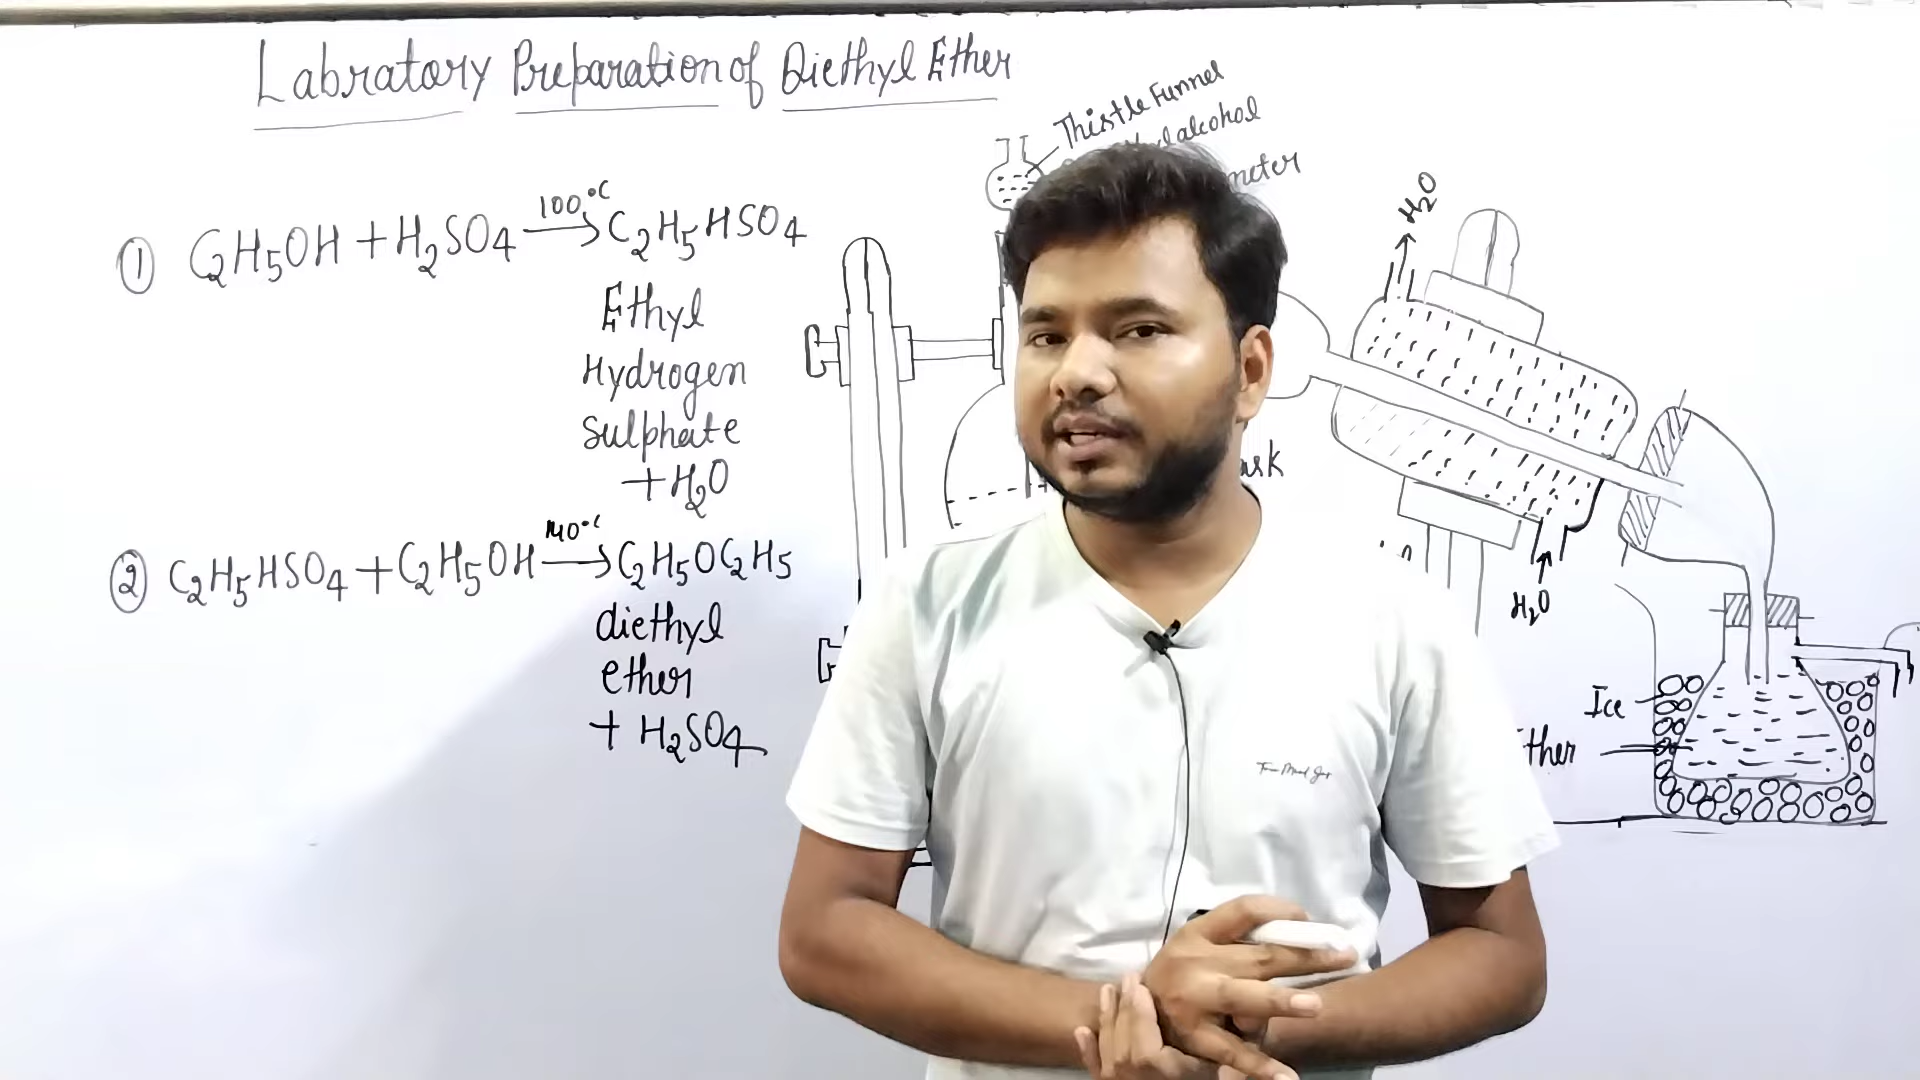 Labratory Preparation of Diethyl Ether
Thistle Funnel
alcohol
① C2H5OH + H2SO4 100°C → C2H5HSO4
Ethyl
Hydrogen
Sulphate
+ H2O
② C2H5HSO4 + C2H5OH 140°C → C2H5OC2H5
diethyl
ether
+ H2SO4
H2O
H2O
Ice